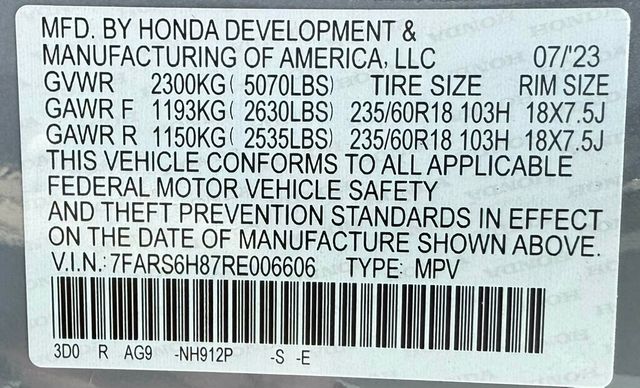 MFD. BY HONDA DEVELOPMENT &
MANUFACTURING OF AMERICA, LLC 07/'23
GVWR 2300KG( 5070LBS) TIRE SIZE RIM SIZE
GAWR F 1193KG( 2630LBS) 235/60R18 103H 18X7.5J
GAWR R 1150KG( 2535LBS) 235/60R18 103H 18X7.5J
THIS VEHICLE CONFORMS TO ALL APPLICABLE
FEDERAL MOTOR VEHICLE SAFETY
AND THEFT PREVENTION STANDARDS IN EFFECT
ON THE DATE OF MANUFACTURE SHOWN ABOVE.
V.I.N.:7FARS6H87RE006606 TYPE: MPV
3D0 R AG9 -NH912P -S -E